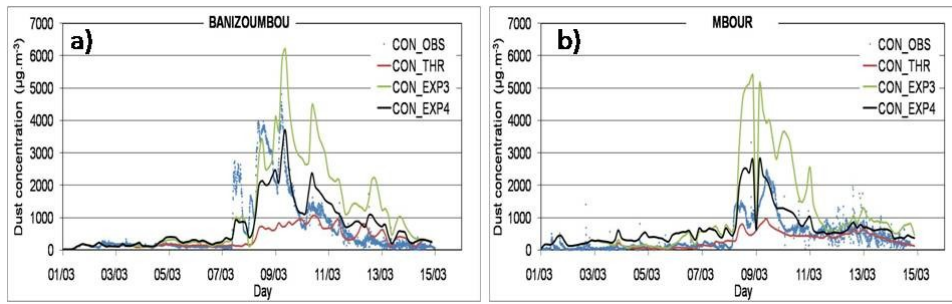 BANIZOUMBOU
a)
Dust concentration (µg.m-³)
7000
6000
5000
4000
3000
2000
1000
0
CON_OBS
CON_THR
CON_EXP3
CON_EXP4
01/03 03/03 05/03 07/03 09/03 11/03 13/03 15/03
Day
MBOUR
b)
Dust concentration (µg.m-³)
7000
6000
5000
4000
3000
2000
1000
0
CON_OBS
CON_THR
CON_EXP3
CON_EXP4
01/03 03/03 05/03 07/03 09/03 11/03 13/03 15/03
Day